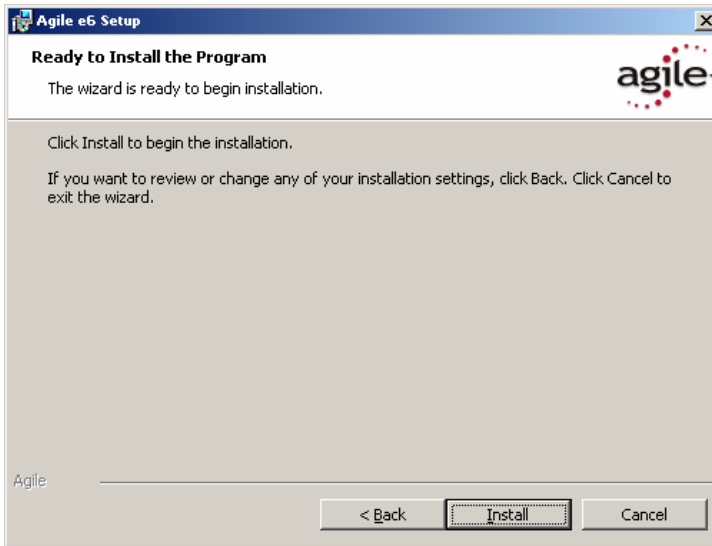 Agile e6 Setup
Ready to Install the Program
The wizard is ready to begin installation.
agile
Click Install to begin the installation.
If you want to review or change any of your installation settings, click Back. Click Cancel to
exit the wizard.
Agile
< Back
Install
Cancel